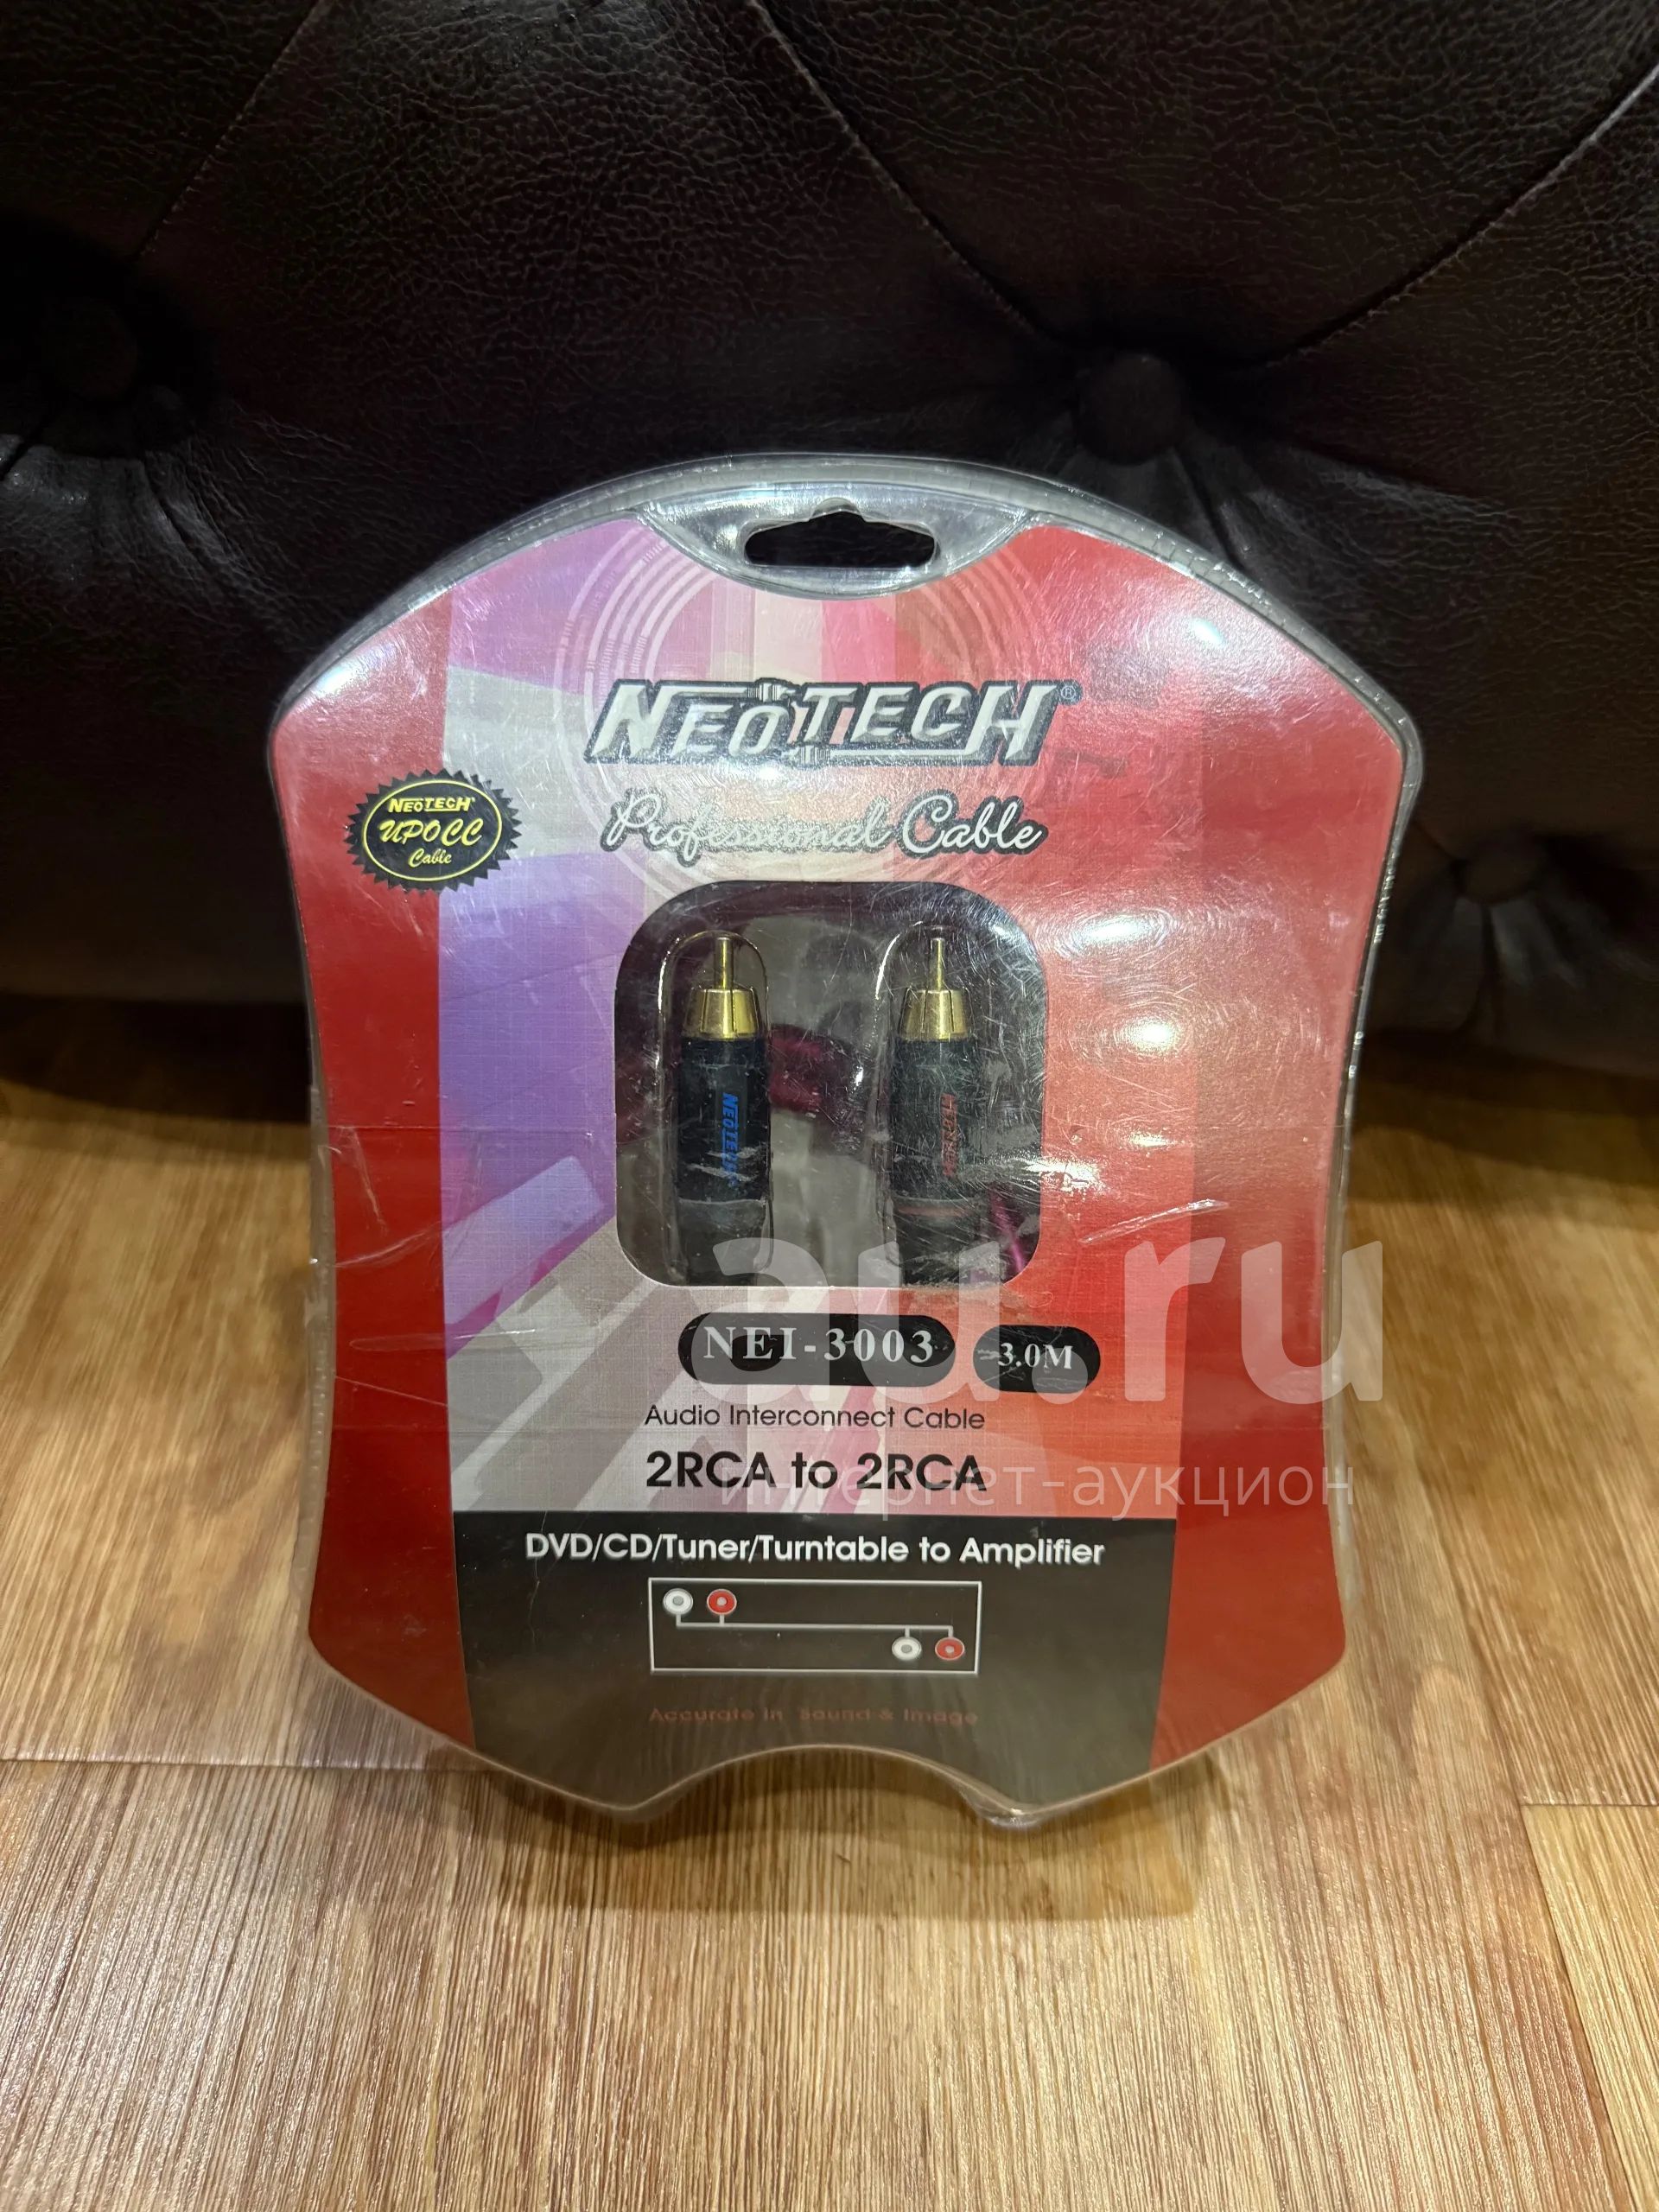 NEOTECH®
Professional Cable
NEOTECH®
UPOCC
Cable
NEOTECH
NEOTECH
NEI-3003
3.0M
Audio Interconnect Cable
2RCA to 2RCA
DVD/CD/Tuner/Turntable to Amplifier
Accurate in Sound & Image
au.ru
интернет-аукцион